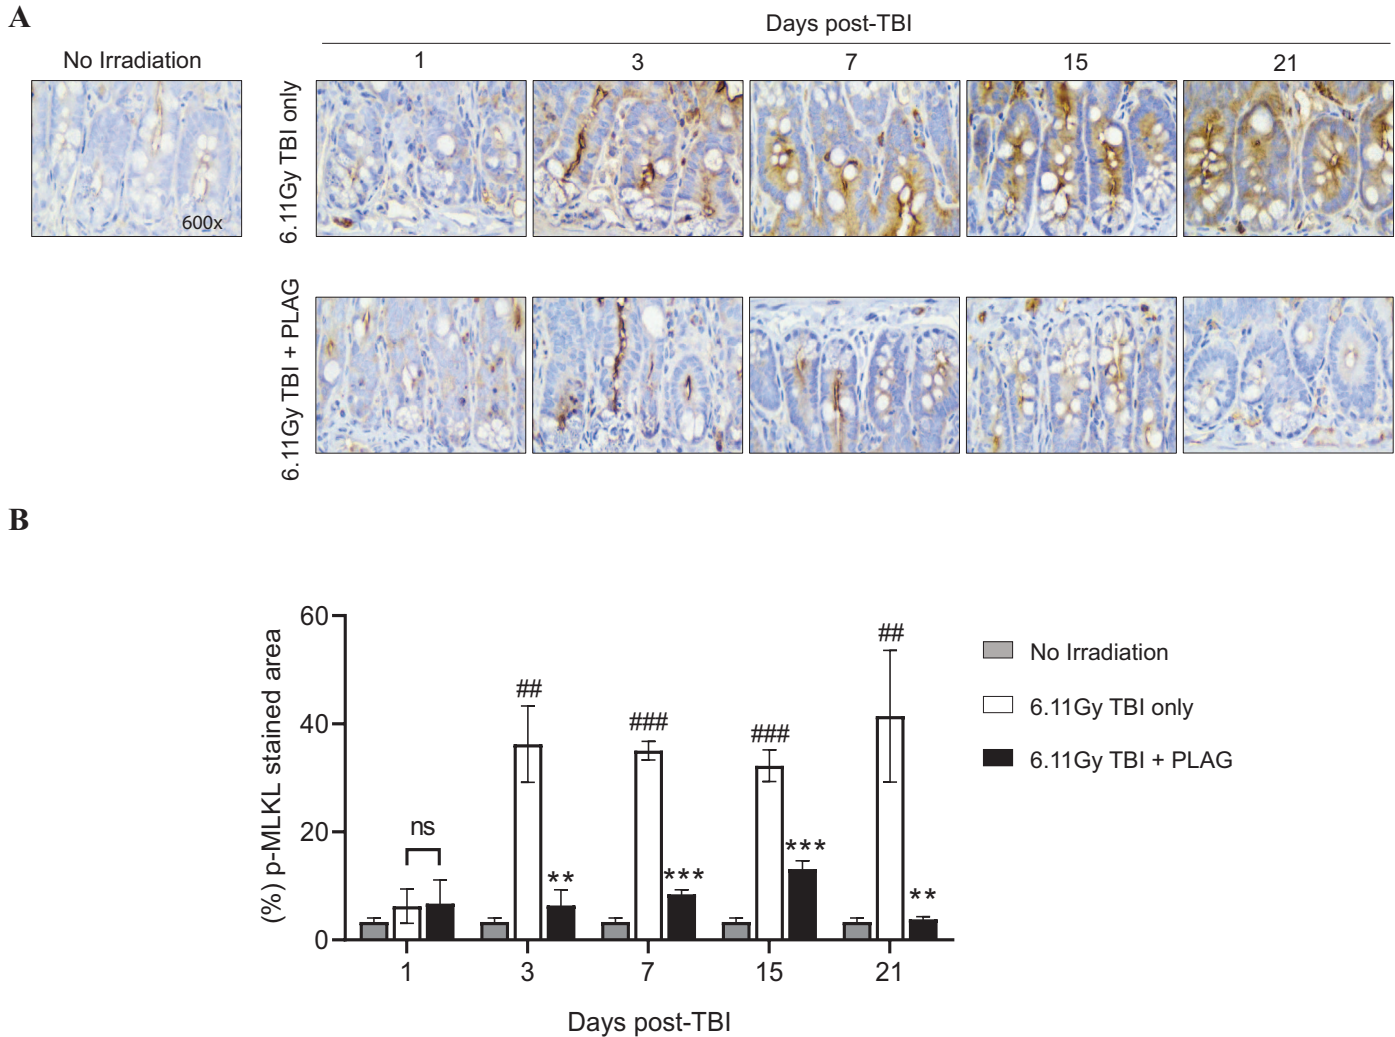 A
Days post-TBI
No Irradiation
1 3 7 15 21
6.11Gy TBI only
600x
6.11Gy TBI + PLAG
B
(%) p-MLKL stained area
60
40
20
0
ns
##
**
###
***
###
***
##
**
1 3 7 15 21
Days post-TBI
No Irradiation
6.11Gy TBI only
6.11Gy TBI + PLAG